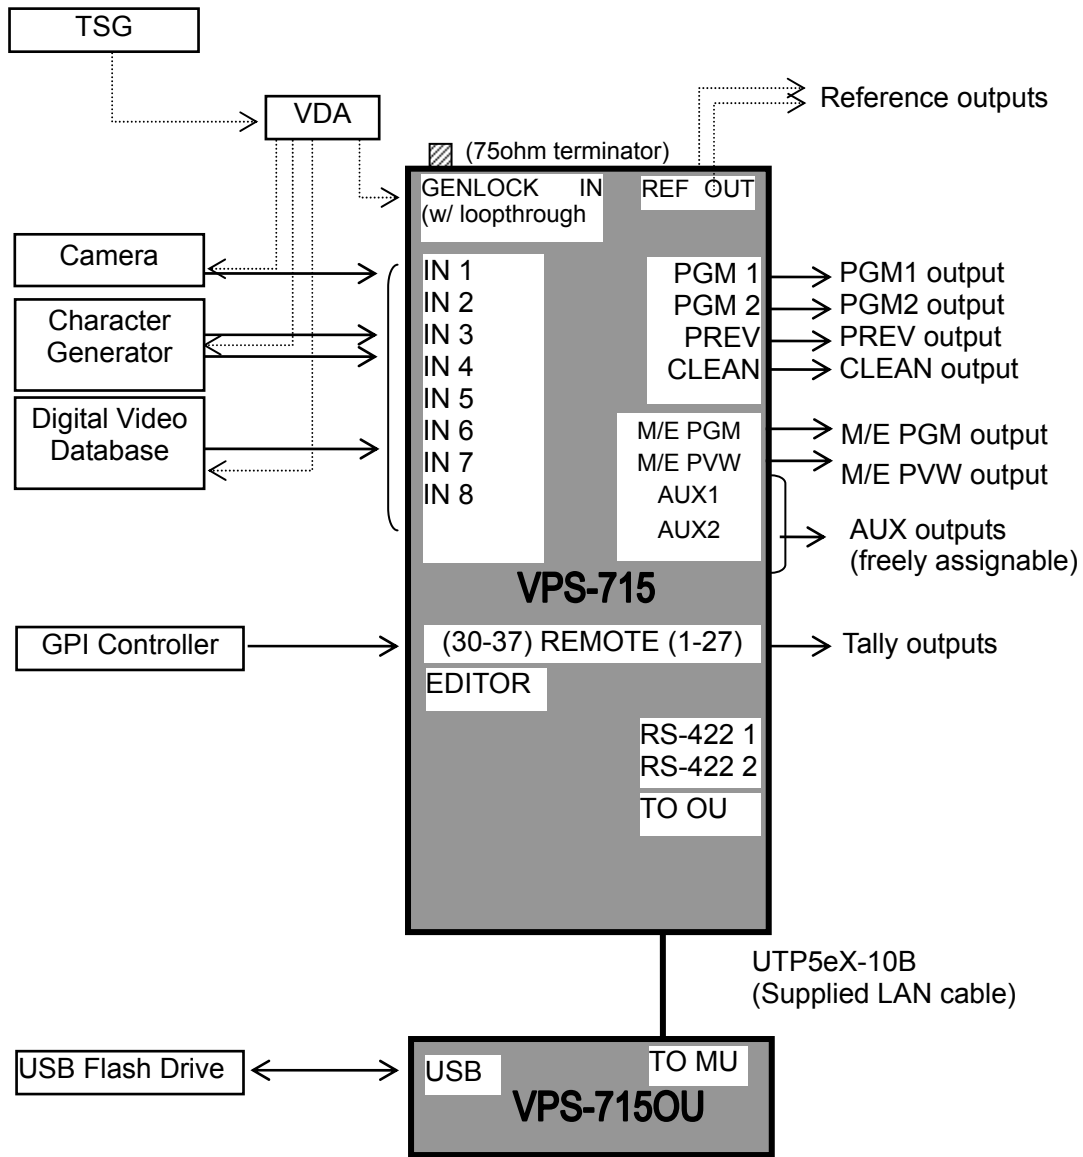 TSG
VDA
Reference outputs
(75ohm terminator)
GENLOCK IN
(w/ loopthrough
REF OUT
Camera
Character
Generator
Digital Video
Database
IN 1
IN 2
IN 3
IN 4
IN 5
IN 6
IN 7
IN 8
PGM 1
PGM 2
PREV
CLEAN
PGM1 output
PGM2 output
PREV output
CLEAN output
M/E PGM
M/E PVW
AUX1
AUX2
M/E PGM output
M/E PVW output
AUX outputs
(freely assignable)
VPS-715
GPI Controller
(30-37) REMOTE (1-27)
Tally outputs
EDITOR
RS-422 1
RS-422 2
TO OU
UTP5eX-10B
(Supplied LAN cable)
USB Flash Drive
USB
TO MU
VPS-715OU